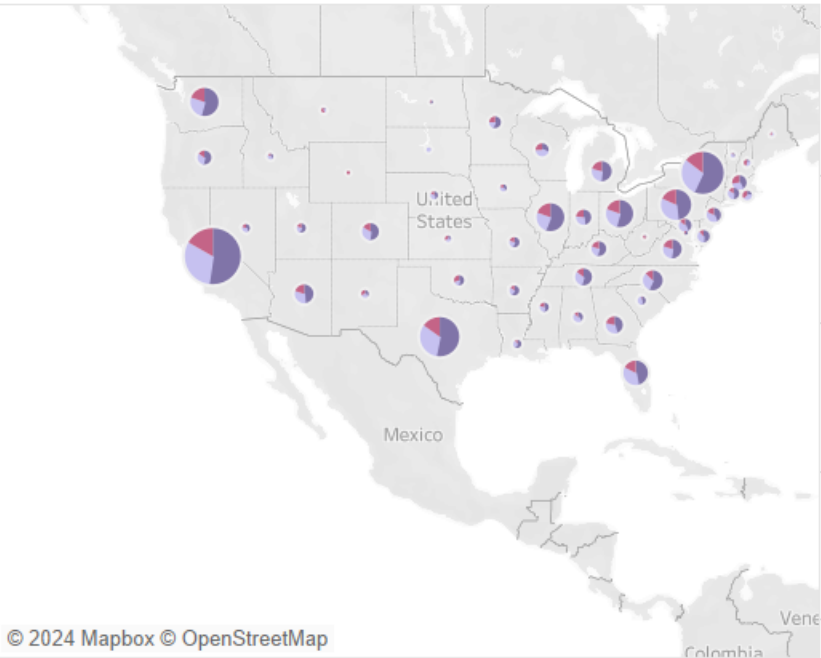 United
States
Mexico
Vene
Colombia
© 2024 Mapbox © OpenStreetMap